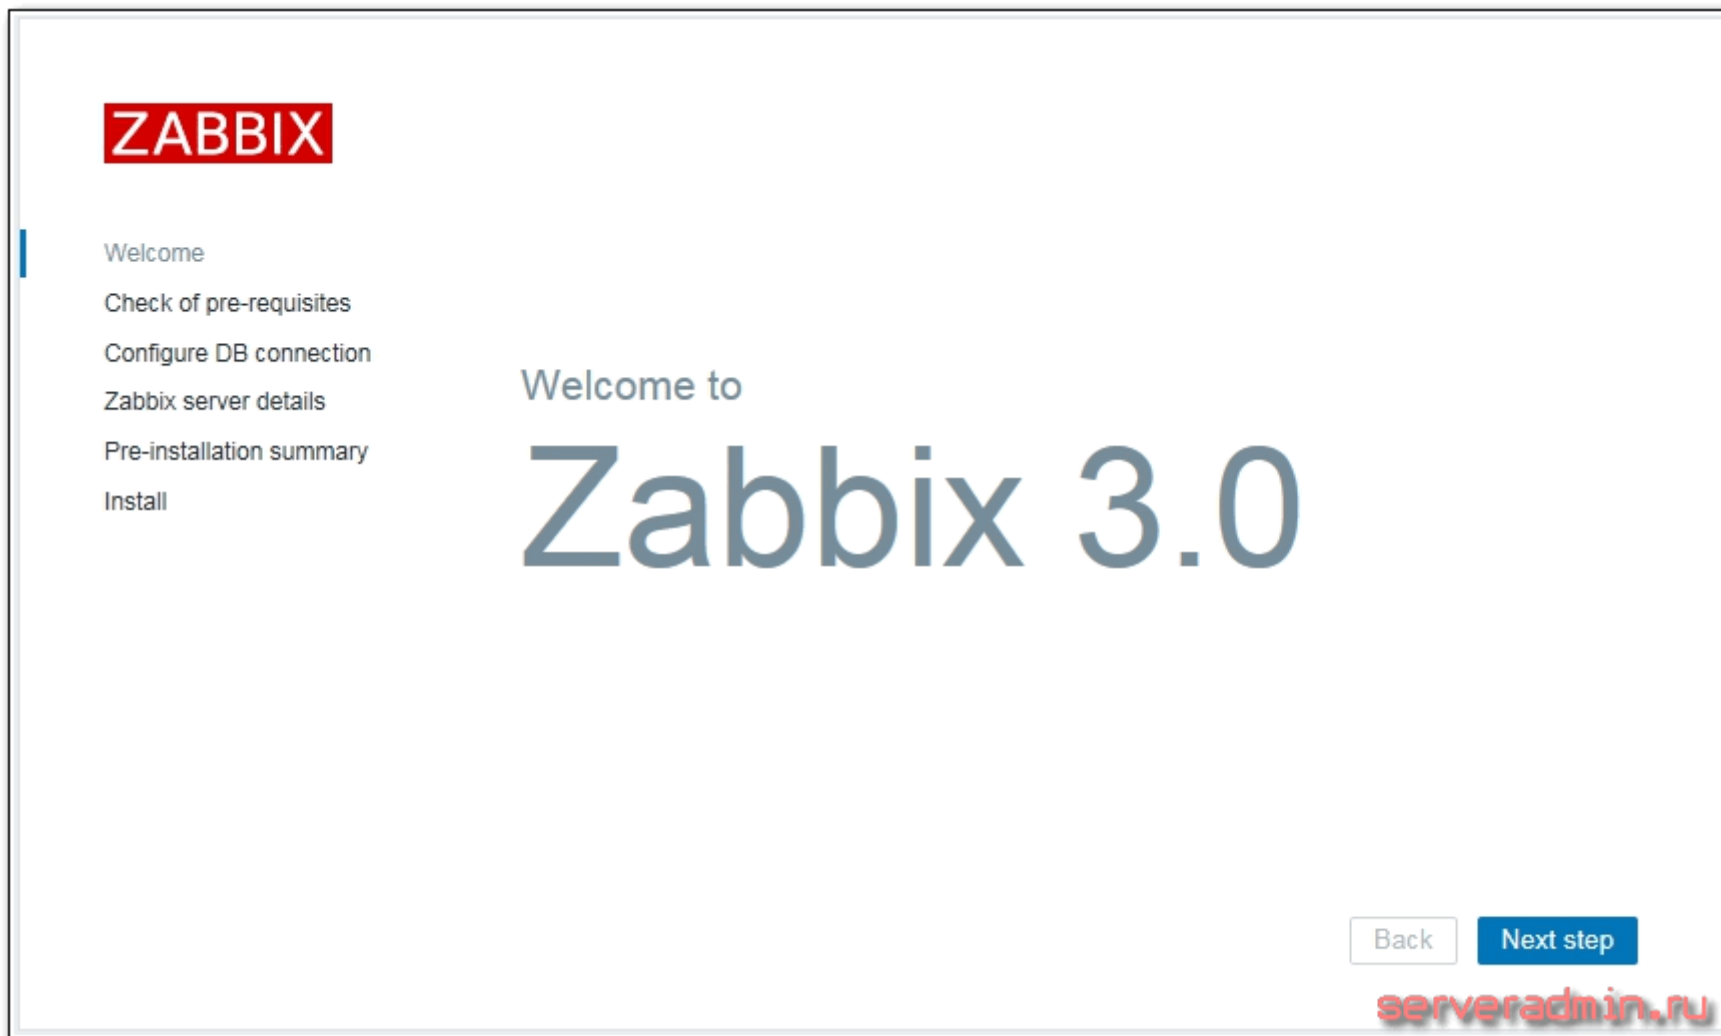 ZABBIX
Welcome
Check of pre-requisites
Configure DB connection
Zabbix server details
Pre-installation summary
Install
Welcome to
Zabbix 3.0
Back
Next step
serveradmin.ru